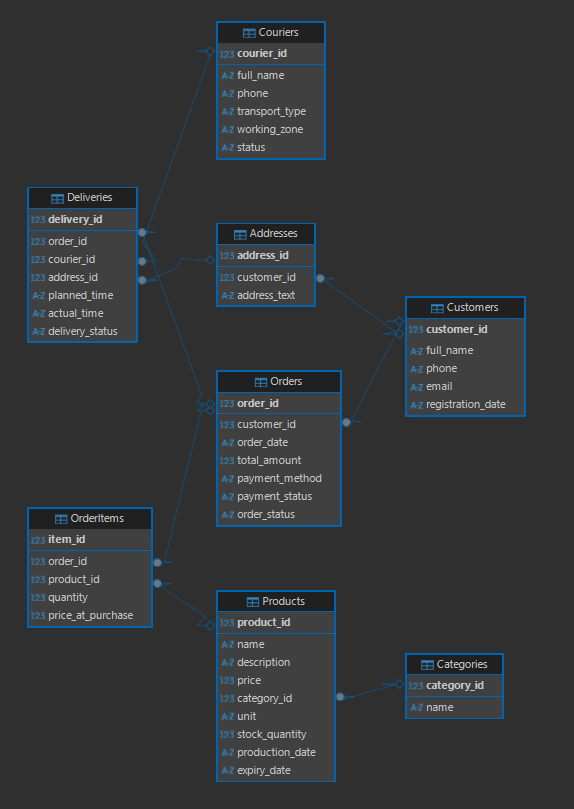 Couriers
123 courier_id
A-Z full_name
A-Z phone
A-Z transport_type
A-Z working_zone
A-Z status
Deliveries
123 delivery_id
123 order_id
123 courier_id
123 address_id
A-Z planned_time
A-Z actual_time
A-Z delivery_status
Addresses
123 address_id
123 customer_id
A-Z address_text
Customers
123 customer_id
A-Z full_name
A-Z phone
A-Z email
A-Z registration_date
Orders
123 order_id
123 customer_id
A-Z order_date
123 total_amount
A-Z payment_method
A-Z payment_status
A-Z order_status
OrderItems
123 item_id
123 order_id
123 product_id
123 quantity
123 price_at_purchase
Products
123 product_id
A-Z name
A-Z description
123 price
123 category_id
A-Z unit
123 stock_quantity
A-Z production_date
A-Z expiry_date
Categories
123 category_id
A-Z name